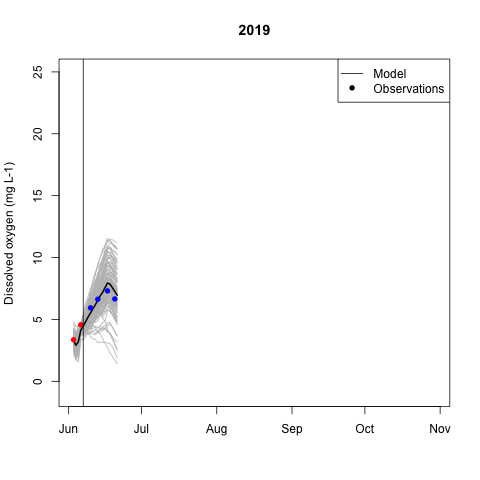 2019
Model
Observations
Dissolved oxygen (mg L-1)
25
20
15
10
5
0
Jun Jul Aug Sep Oct Nov